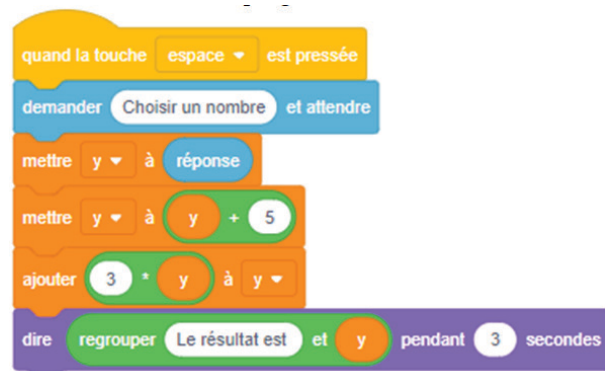 quand la touche espace est pressée
demander Choisir un nombre et attendre
mettre y à réponse
mettre y à y + 5
ajouter 3 * y à y
dire regrouper Le résultat est et y pendant 3 secondes